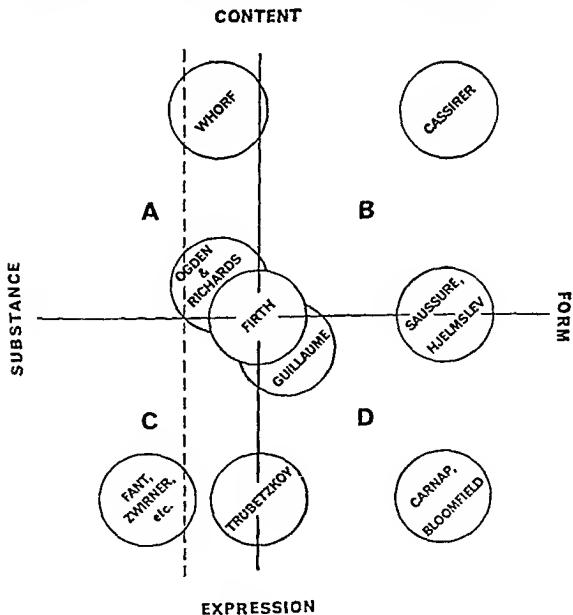 CONTENT
WHORF
CASSIRER
A
B
OGDEN
&
RICHARDS
FIRTH
GUILLAUME
SAUSSURE,
HJELMSLEV
SUBSTANCE
FORM
C
D
FANT,
ZWIRNER,
etc.
TRUBETZKOY
CARNAP,
BLOOMFIELD
EXPRESSION